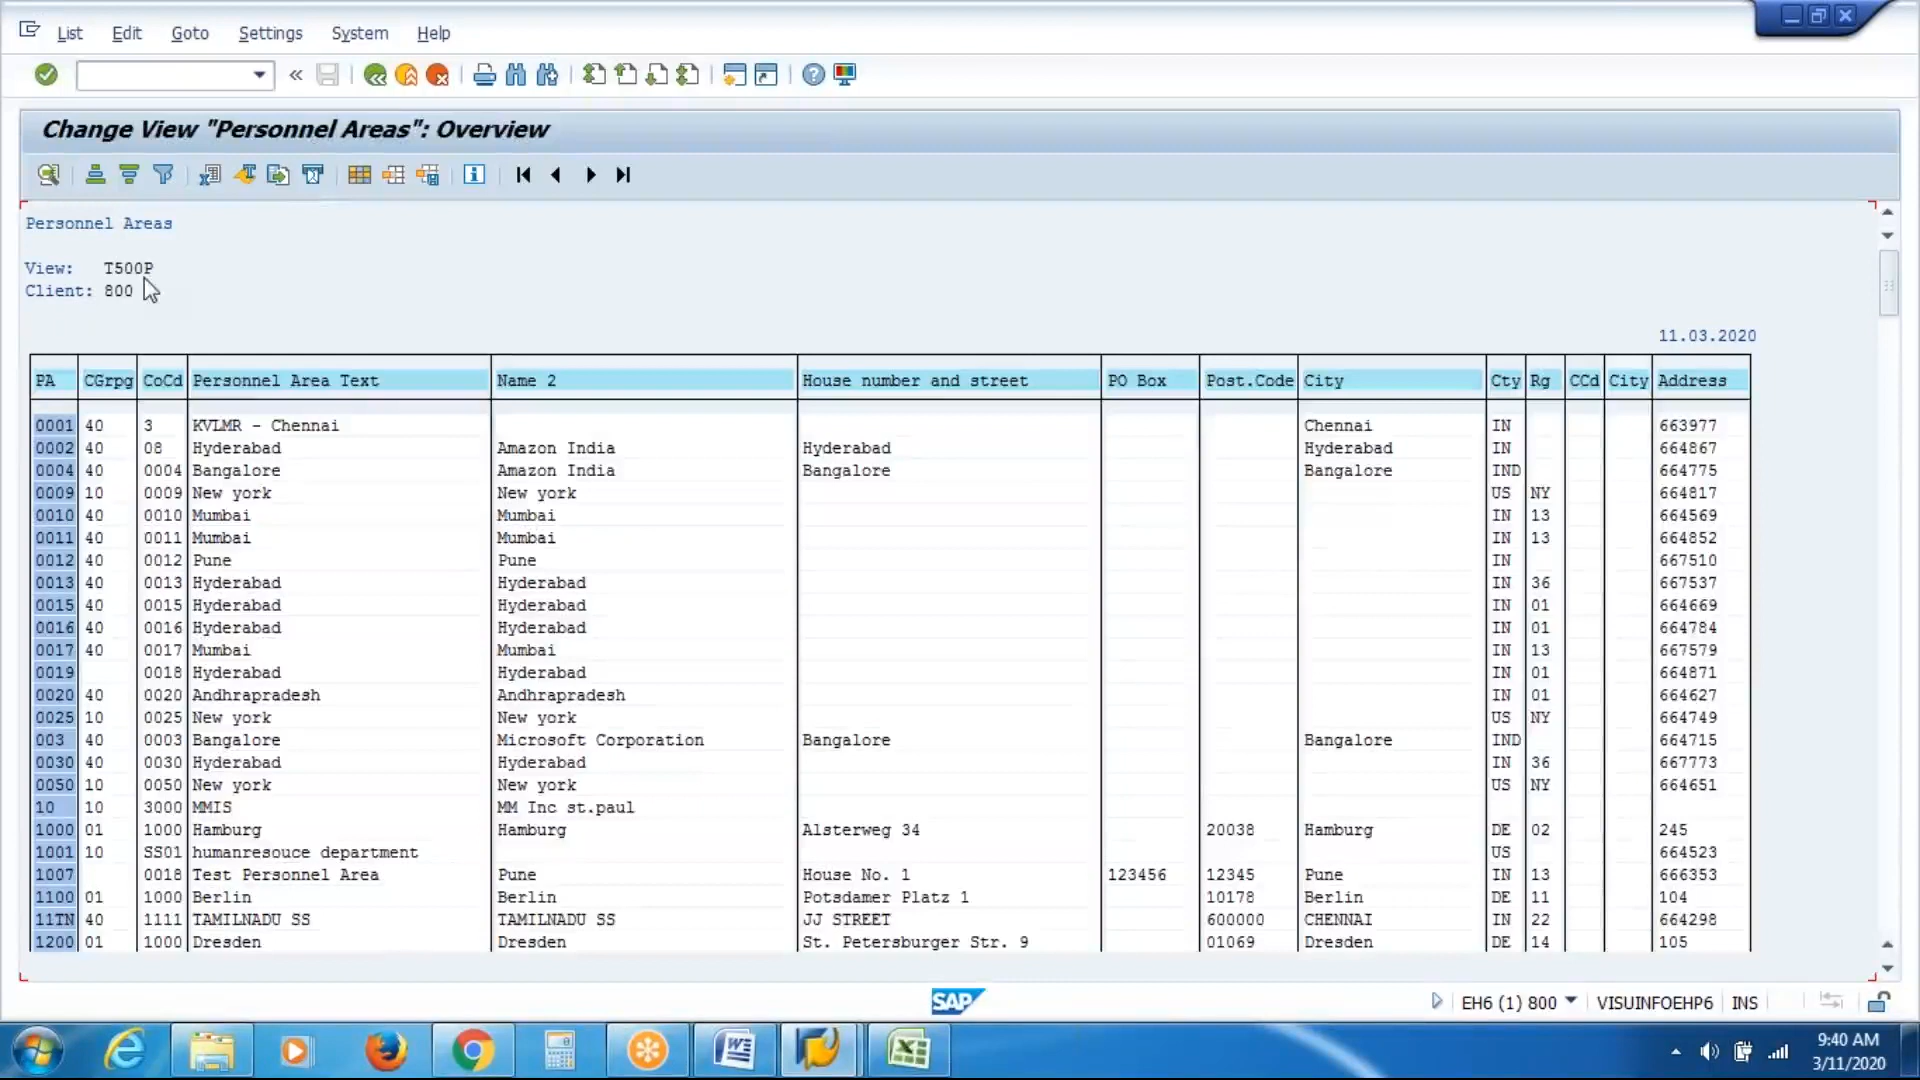 List Edit Goto Settings System Help
Change View "Personnel Areas": Overview
Personnel Areas
View: T500P
Client: 800
11.03.2020
PA CGrpg CoCd Personnel Area Text Name 2 House number and street PO Box Post.Code City Cty Rg CCd City Address
0001 40 3 KVLMR - Chennai Chennai IN 663977
0002 40 08 Hyderabad Amazon India Hyderabad Hyderabad IN 664867
0004 40 0004 Bangalore Amazon India Bangalore Bangalore IND 664775
0009 10 0009 New york New york US NY 664817
0010 40 0010 Mumbai Mumbai IN 13 664569
0011 40 0011 Mumbai Mumbai IN 13 664852
0012 40 0012 Pune Pune IN 667510
0013 40 0013 Hyderabad Hyderabad IN 36 667537
0015 40 0015 Hyderabad Hyderabad IN 01 664669
0016 40 0016 Hyderabad Hyderabad IN 01 664784
0017 40 0017 Mumbai Mumbai IN 13 667579
0019 0018 Hyderabad Hyderabad IN 01 664871
0020 40 0020 Andhrapradesh Andhrapradesh IN 01 664627
0025 10 0025 New york New york US NY 664749
003 40 0003 Bangalore Microsoft Corporation Bangalore Bangalore IND 664715
0030 40 0030 Hyderabad Hyderabad IN 36 667773
0050 10 0050 New york New york US NY 664651
10 10 3000 MMIS MM Inc st.paul
1000 01 1000 Hamburg Hamburg Alsterweg 34 20038 Hamburg DE 02 245
1001 10 SS01 humanresouce department US 664523
1007 0018 Test Personnel Area Pune House No. 1 123456 12345 Pune IN 13 666353
1100 01 1000 Berlin Berlin Potsdamer Platz 1 10178 Berlin DE 11 104
11TN 40 1111 TAMILNADU SS TAMILNADU SS JJ STREET 600000 CHENNAI IN 22 664298
1200 01 1000 Dresden Dresden St. Petersburger Str. 9 01069 Dresden DE 14 105
SAP EH6 (1) 800 VISUINFOEHP6 INS
9:40 AM
3/11/2020